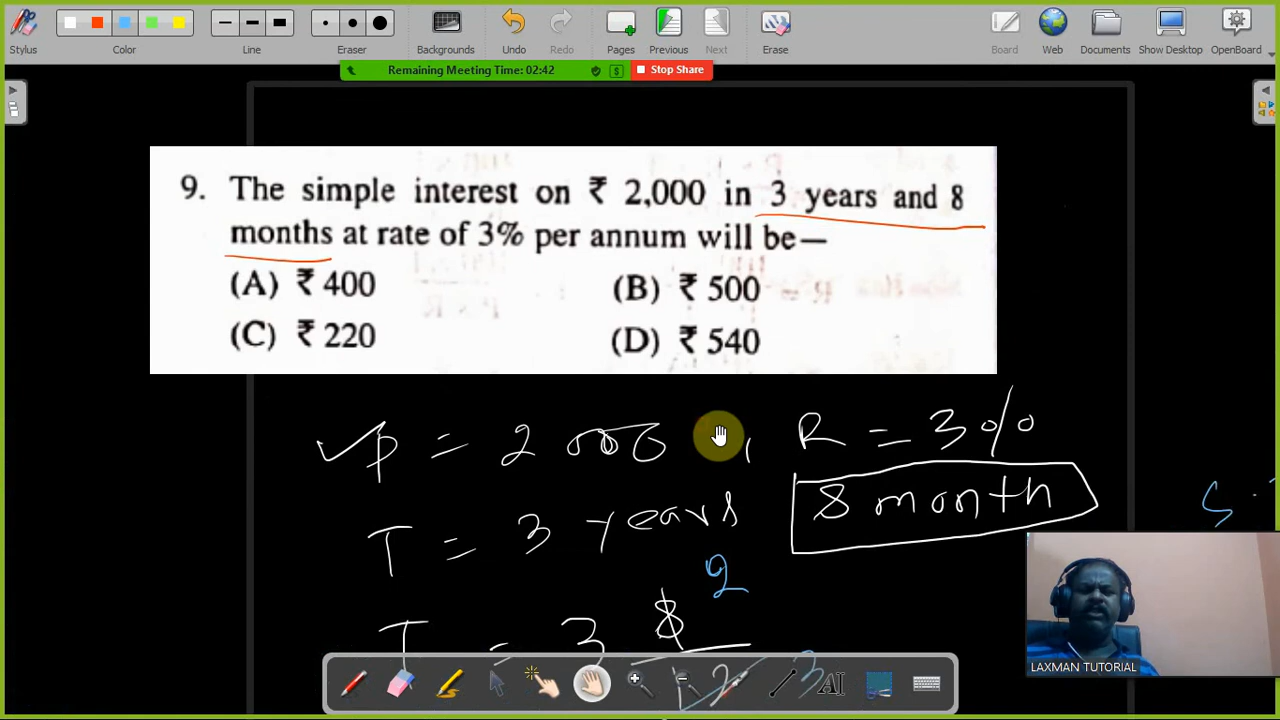 Stylus
Color
Line
Eraser
Backgrounds
Undo
Redo
Pages
Previous
Next
Erase
Board
Web
Documents
Show Desktop
OpenBoard
Remaining Meeting Time: 02:42
Stop Share
9. The simple interest on ₹ 2,000 in 3 years and 8
months at rate of 3% per annum will be—
(A) ₹ 400 (B) ₹ 500
(C) ₹ 220 (D) ₹ 540
p = 2000, R = 3%
T = 3 years 8 month
T = 3 8/12 2 3
S.
AI
LAXMAN TUTORIAL